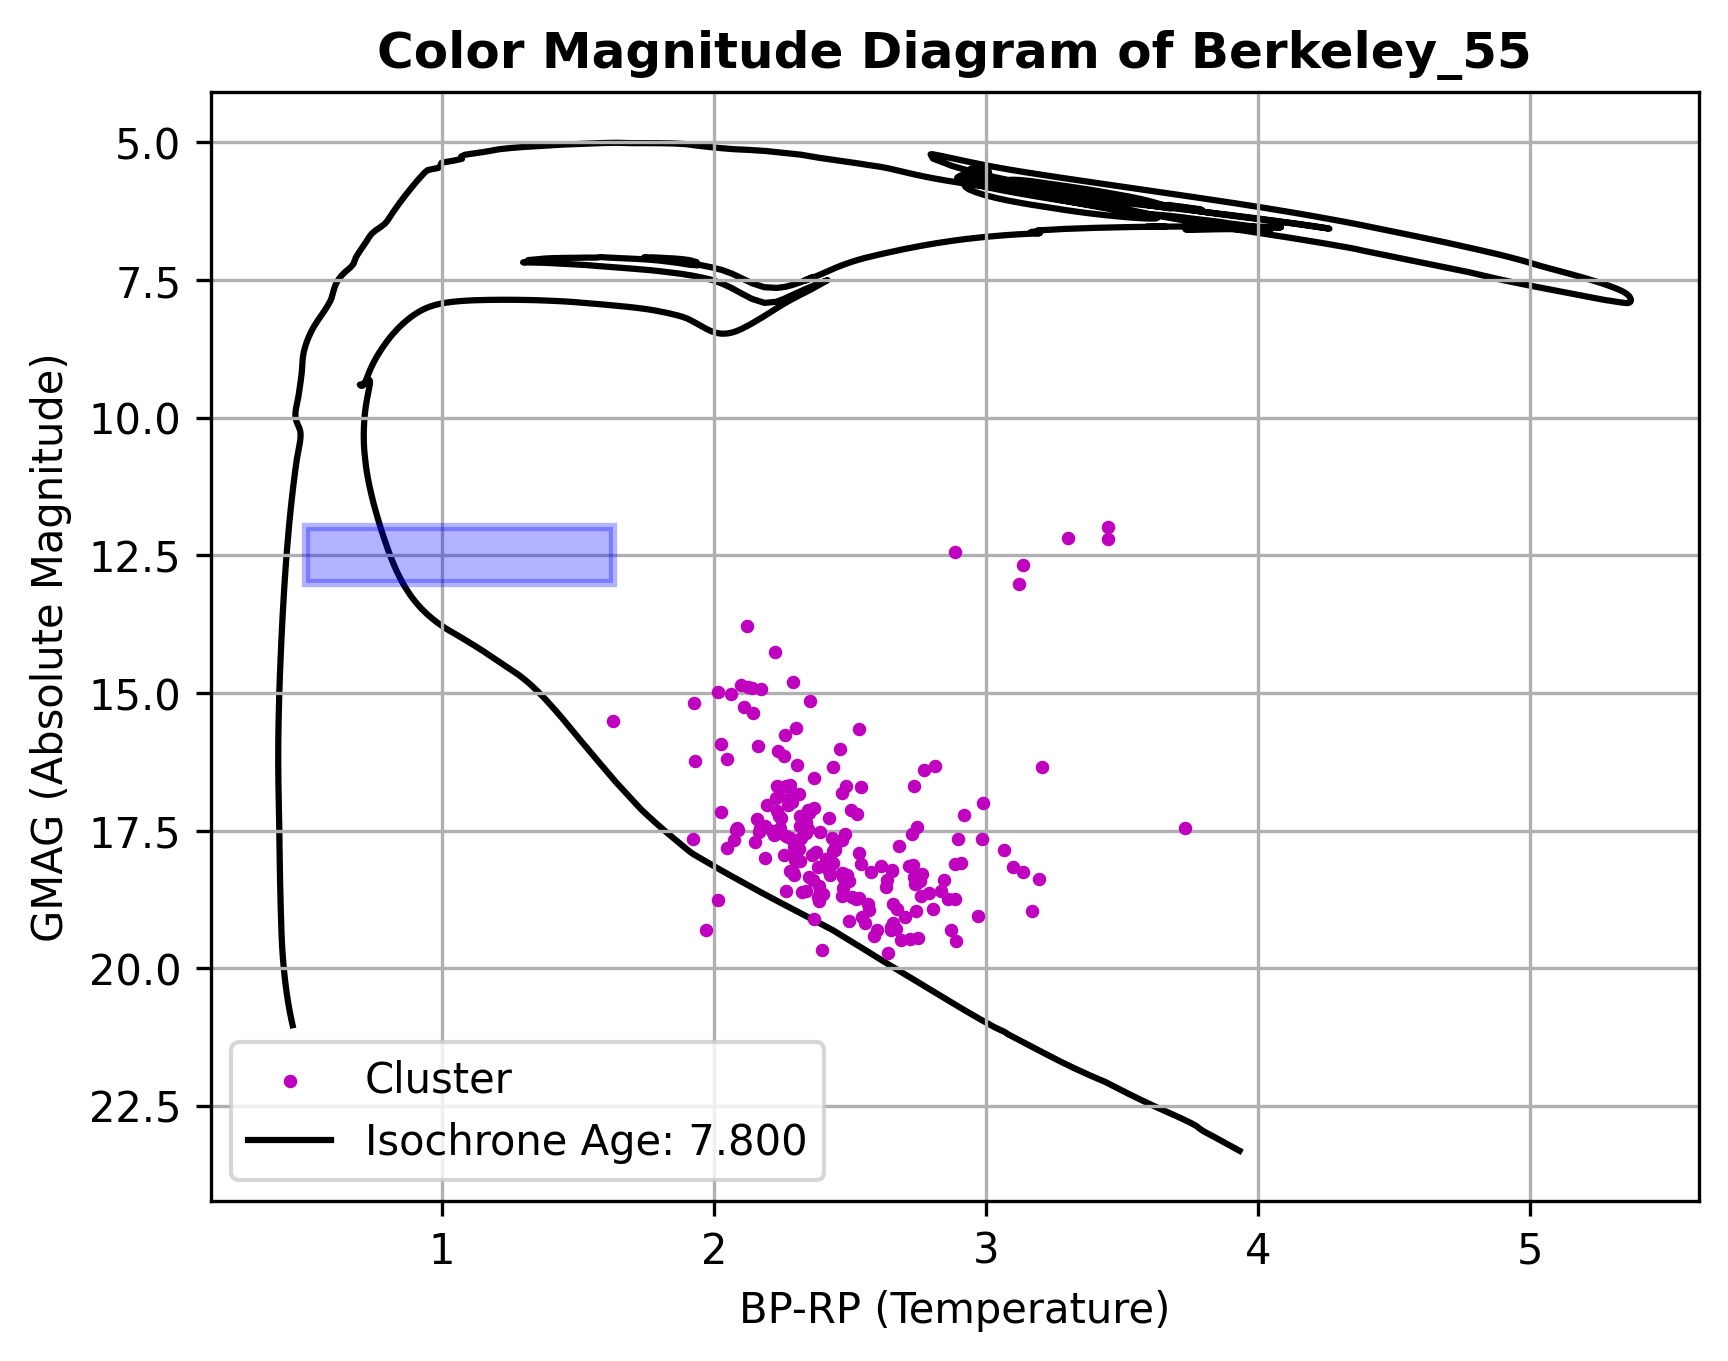 Color Magnitude Diagram of Berkeley_55
GMAG (Absolute Magnitude)
5.0
7.5
10.0
12.5
15.0
17.5
20.0
22.5
Cluster
Isochrone Age: 7.800
1 2 3 4 5
BP-RP (Temperature)